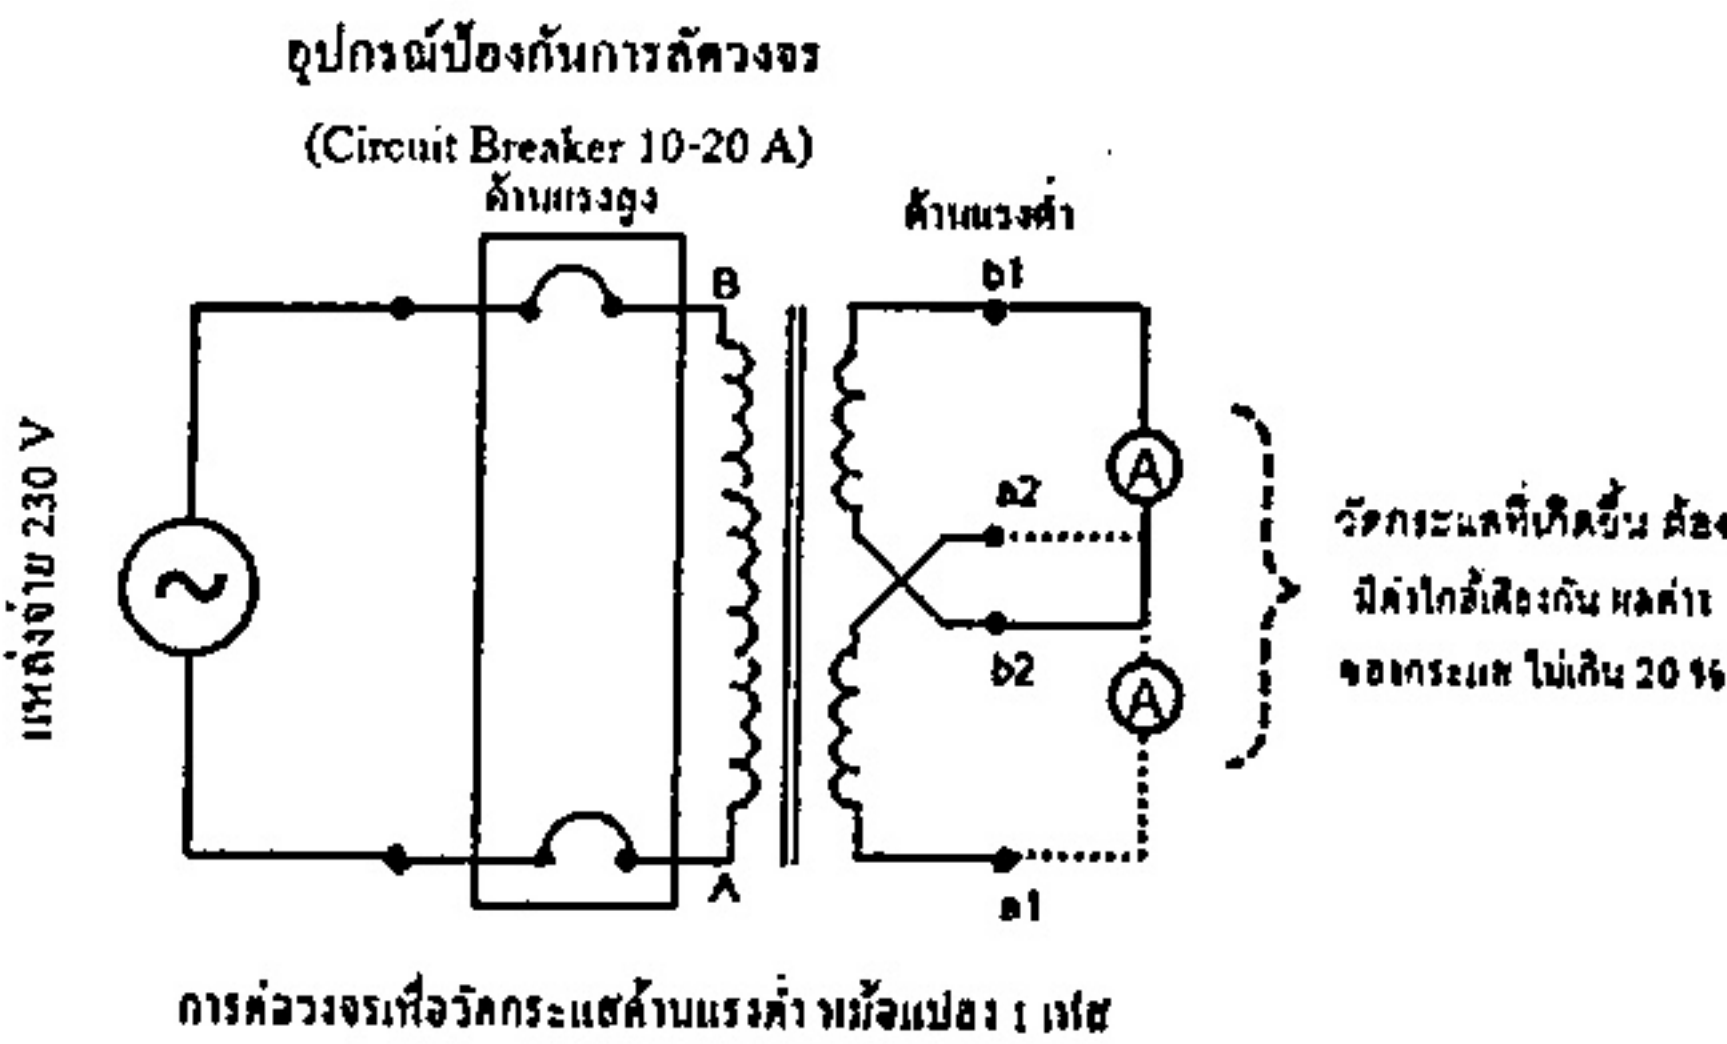 อุปกรณ์ป้องกันการลัดวงจร
(Circuit Breaker 10-20 A)
ด้านแรงสูง
ด้านแรงต่ำ
b1
B
แหล่งจ่าย 230 V
A
a2
วัดกระแสที่เกิดขึ้น ต้อง
มีค่าใกล้เคียงกัน ผลต่าง
ของกระแส ไม่เกิน 20 %
b2
A
A
a1
การต่อวงจรเพื่อวัดกระแสด้านแรงต่ำ หม้อแปลง 1 เฟส